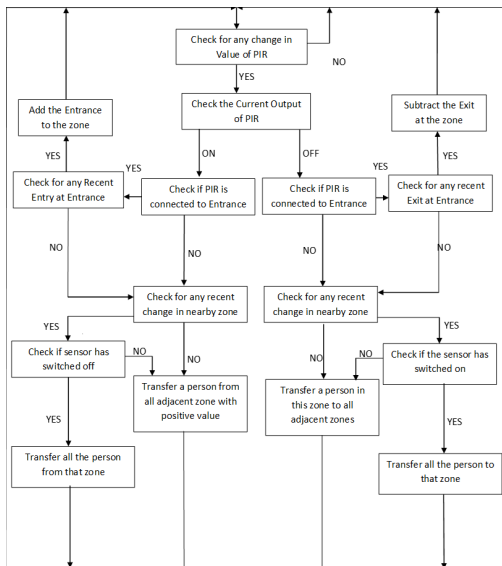 Check for any change in
Value of PIR
NO
YES
Check the Current Output
of PIR
Add the Entrance
to the zone
Subtract the Exit
at the zone
YES
ON
OFF
YES
YES
YES
Check for any Recent
Entry at Entrance
Check if PIR is
connected to Entrance
Check if PIR is
connected to Entrance
Check for any recent
Exit at Entrance
NO
NO
NO
NO
Check for any recent
change in nearby zone
Check for any recent
change in nearby zone
YES
YES
Check if sensor has
switched off
NO
NO
NO
NO
Check if the sensor has
switched on
Transfer a person from
all adjacent zone with
positive value
Transfer a person in
this zone to all
adjacent zones
YES
YES
Transfer all the person
from that zone
Transfer all the person to
that zone